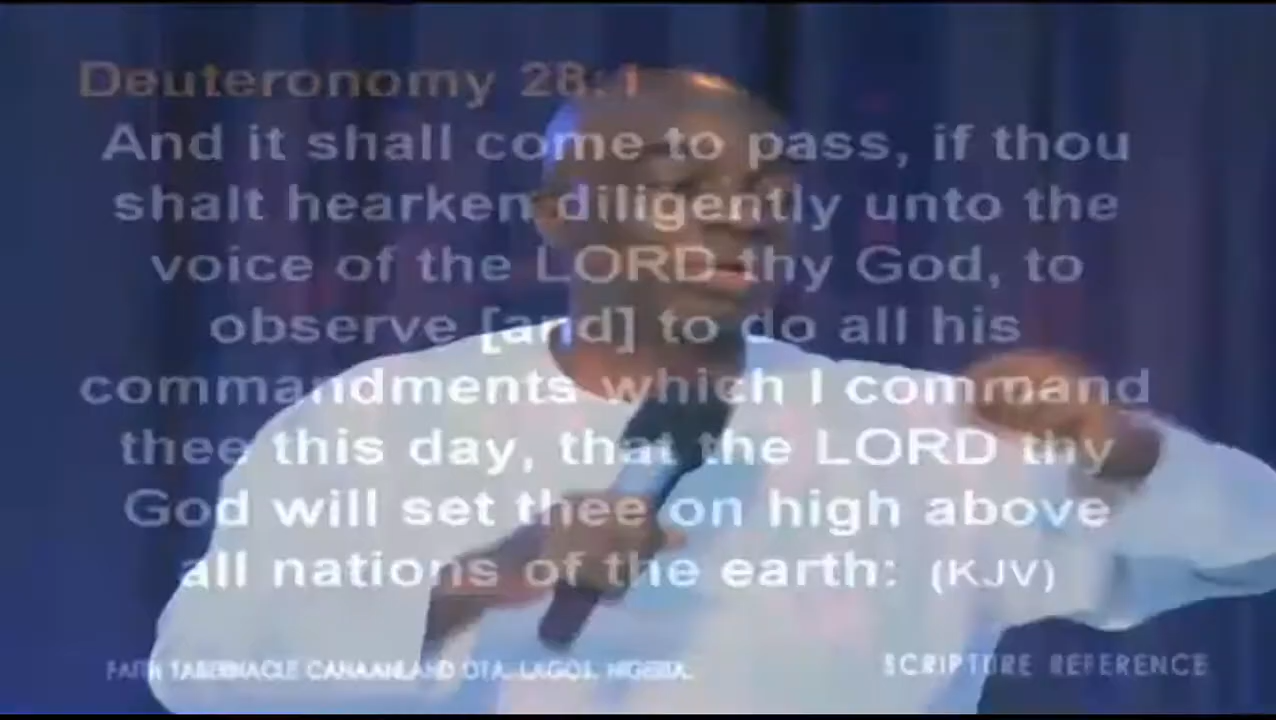 Deuteronomy 28:1
And it shall come to pass, if thou
shalt hearken diligently unto the
voice of the LORD thy God, to
observe [and] to do all his
commandments which I command
thee this day, that the LORD thy
God will set thee on high above
all nations of the earth: (KJV)
FAITH TABERNACLE CANAANLAND OTA. LAGOS. NIGERIA.
SCRIPTURE REFERENCE